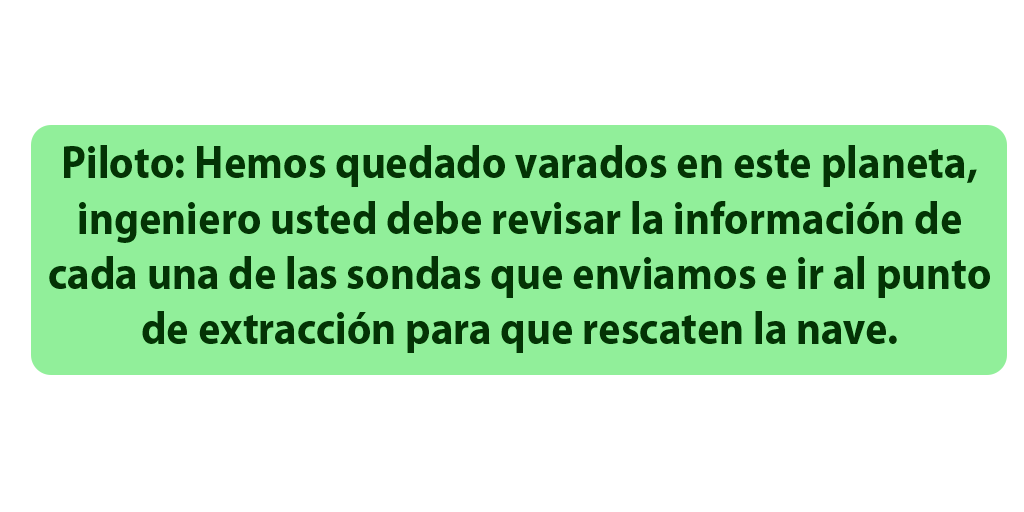 Piloto: Hemos quedado varados en este planeta,
ingeniero usted debe revisar la información de
cada una de las sondas que enviamos e ir al punto
de extracción para que rescaten la nave.